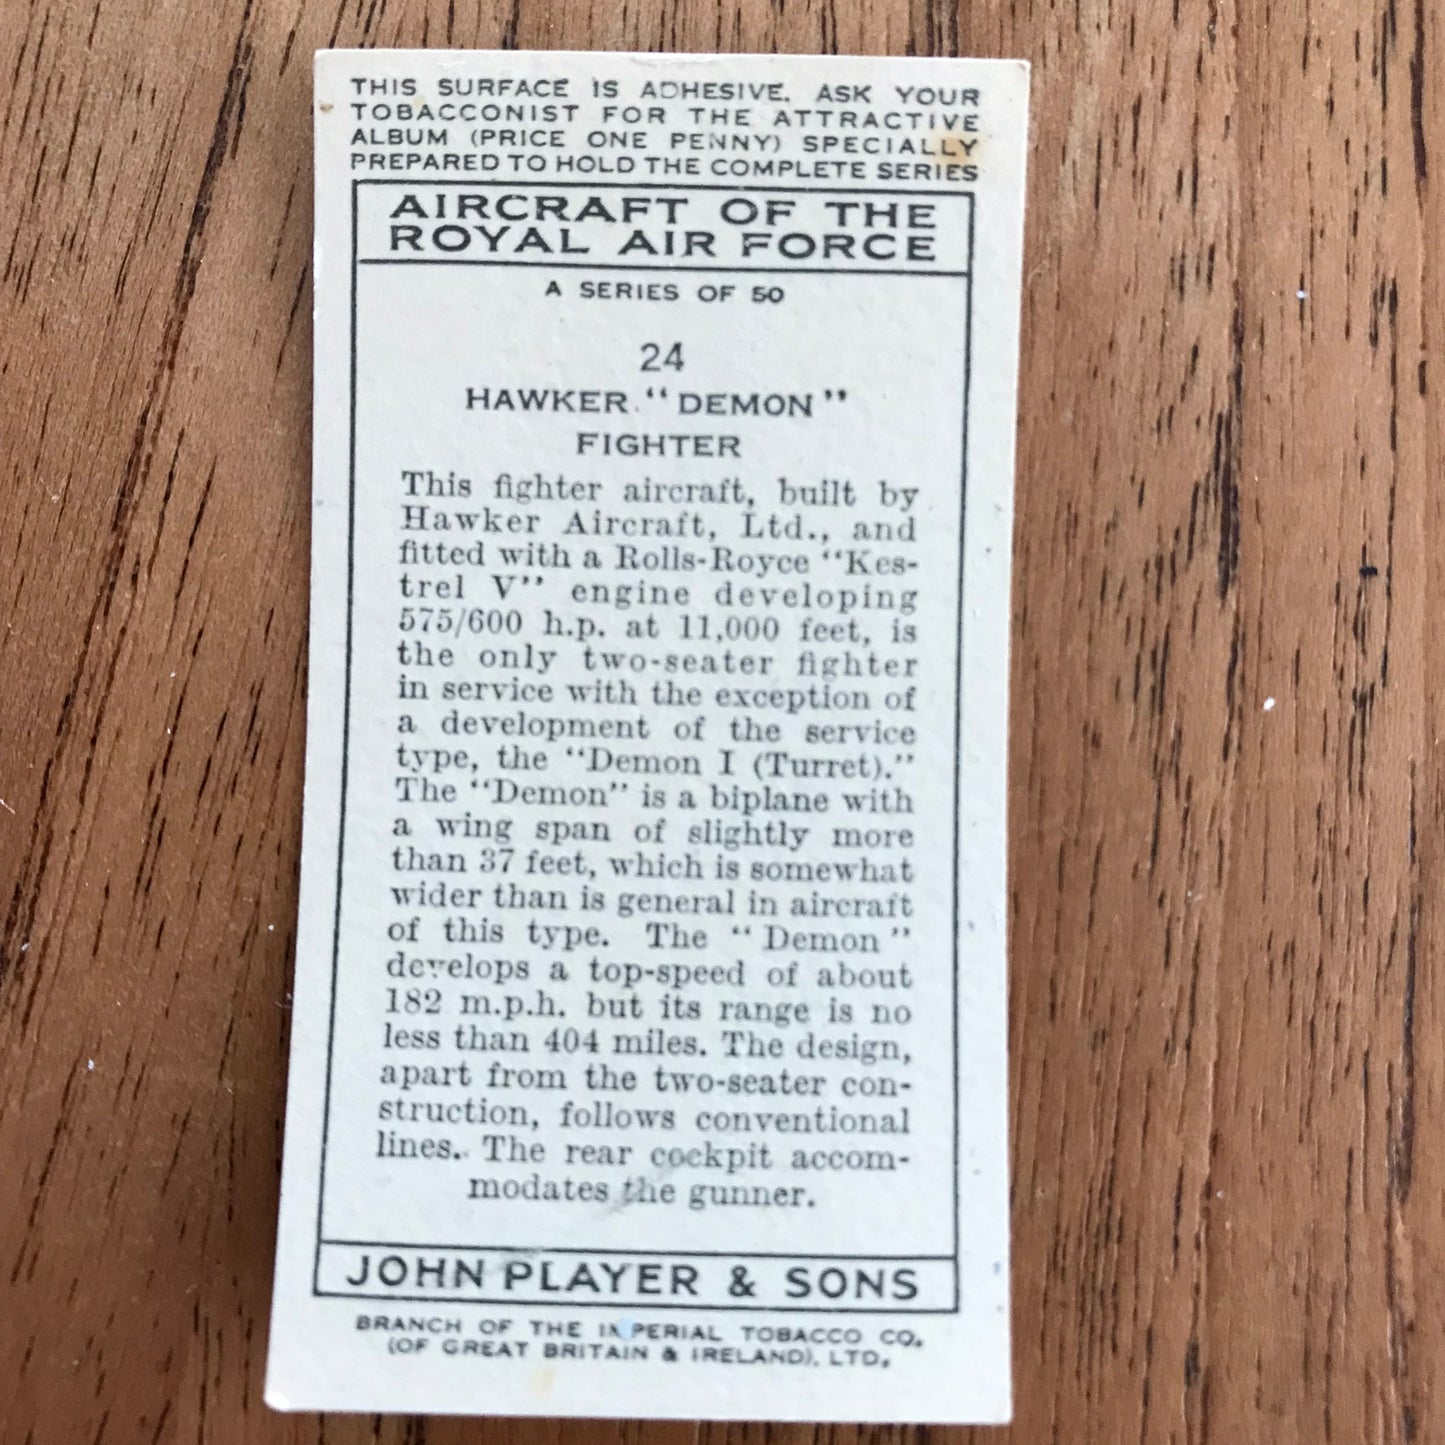 THIS SURFACE IS ADHESIVE. ASK YOUR
TOBACCONIST FOR THE ATTRACTIVE
ALBUM (PRICE ONE PENNY) SPECIALLY
PREPARED TO HOLD THE COMPLETE SERIES
AIRCRAFT OF THE
ROYAL AIR FORCE
A SERIES OF 50
24
HAWKER "DEMON"
FIGHTER
This fighter aircraft, built by
Hawker Aircraft, Ltd., and
fitted with a Rolls-Royce "Kes-
trel V" engine developing
575/600 h.p. at 11,000 feet, is
the only two-seater fighter
in service with the exception of
a development of the service
type, the "Demon I (Turret)."
The "Demon" is a biplane with
a wing span of slightly more
than 37 feet, which is somewhat
wider than is general in aircraft
of this type. The "Demon"
develops a top-speed of about
182 m.p.h. but its range is no
less than 404 miles. The design,
apart from the two-seater con-
struction, follows conventional
lines. The rear cockpit accom-
modates the gunner.
JOHN PLAYER & SONS
BRANCH OF THE IMPERIAL TOBACCO CO.
(OF GREAT BRITAIN & IRELAND), LTD.